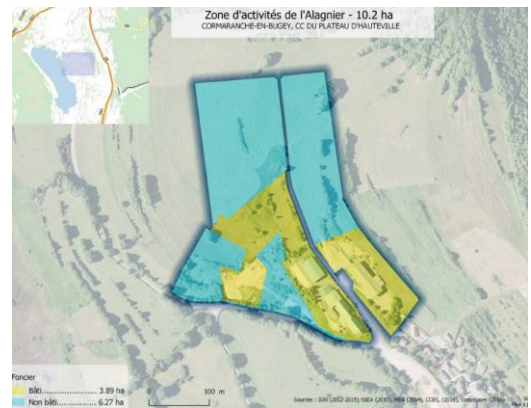 Zone d'activités de l'Alagnier - 10.2 ha
CORMARANCHE-EN-BUGEY, CC DU PLATEAU D'HAUTEVILLE
Foncier
Bâti................ 3.89 ha
Non bâti.................... 6.27 ha
0 100 m